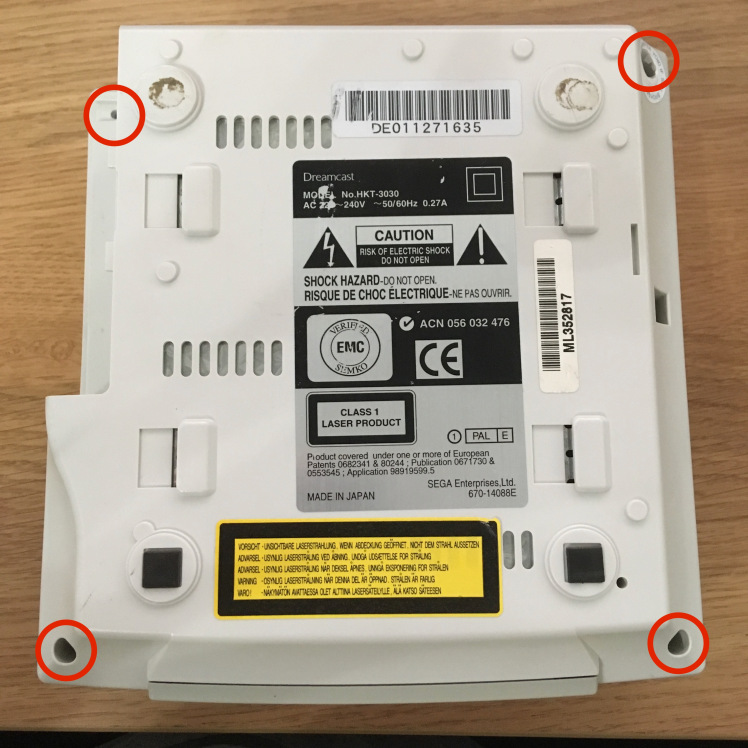 DE011271635
Dreamcast
MODEL No.HKT-3030
AC 220~240V ~50/60Hz 0.27A
CAUTION
RISK OF ELECTRIC SHOCK
DO NOT OPEN
SHOCK HAZARD-DO NOT OPEN.
RISQUE DE CHOC ÉLECTRIQUE-NE PAS OUVRIR.
VERIFIED
EMC
SEMKO
ACN 056 032 476
CE
ML352817
CLASS 1
LASER PRODUCT
1 PAL E
Product covered under one or more of European
Patents 0682341 & 80244 ; Publication 0671730 &
0553545 ; Application 98919599.5
SEGA Enterprises,Ltd.
MADE IN JAPAN
670-14088E
VORSICHT -UNSICHTBARE LASERSTRAHLUNG, WENN ABDECKUNG GEÖFFNET, NICHT DEM STRAHL AUSSETZEN
ADVARSEL -USYNLIG LASERSTRÅLING VED ÅBNING, UNDGÅ UDSÆTTELSE FOR STRÅLING
ADVARSEL -USYNLIG LASERSTRÅLING NÅR DEKSEL ÅPNES, UNNGÅ EKSPONERING FOR STRÅLEN
VARNING -OSYNLIG LASERSTRÅLNING NÄR DENNA DEL ÄR ÖPPNAD, STRÅLEN ÄR FARLIG
VARO! -NÄKYMÄTÖN AVATTAESSA OLET ALTTIINA LASERSÄTEILYLLE, ÄLÄ KATSO SÄTEESEEN